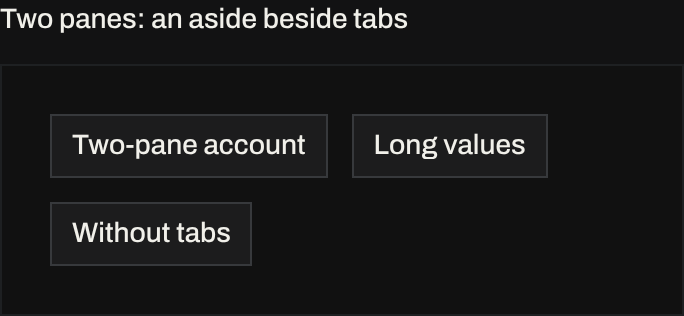 Two panes: an aside beside tabs
Two-pane account
Long values
Without tabs